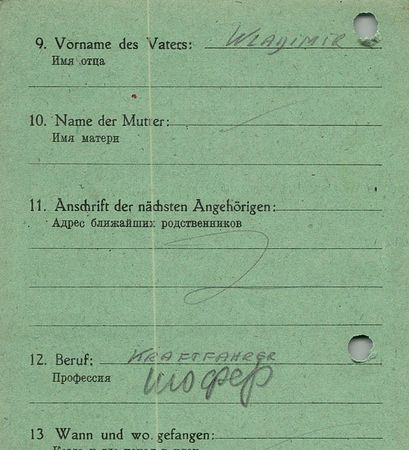 9. Vorname des Vaters: Wladimir
Имя отца
10. Name der Mutter:
Имя матери
11. Anschrift der nächsten Angehörigen:
Адрес ближайших родственников
12. Beruf: KRAFTFAHRER
Профессия шофер
13 Wann und wo gefangen: